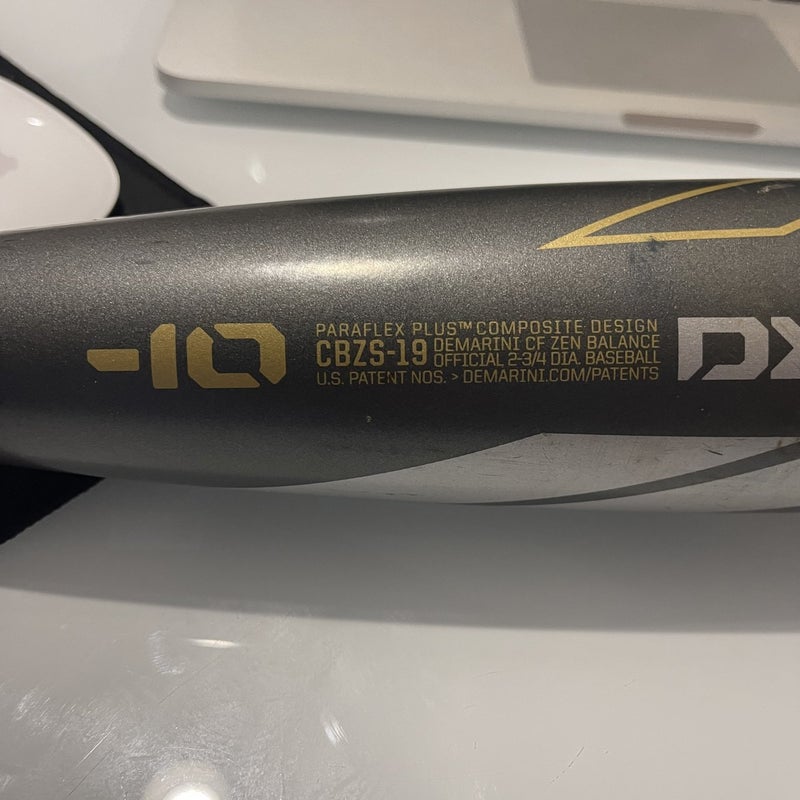 -10
PARAFLEX PLUS™ COMPOSITE DESIGN
CBZS-19
DEMARINI CF ZEN BALANCE
OFFICIAL 2-3/4 DIA. BASEBALL
U.S. PATENT NOS. > DEMARINI.COM/PATENTS
DX